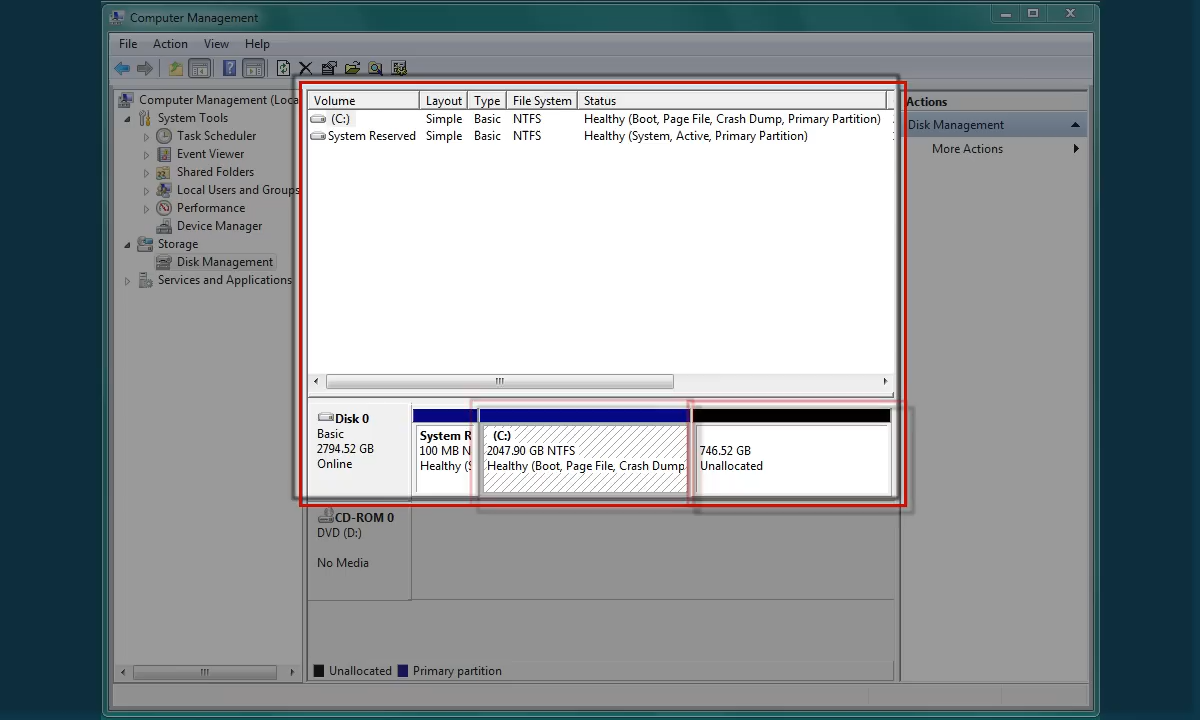 Computer Management
File Action View Help
Computer Management (Loca
System Tools
Task Scheduler
Event Viewer
Shared Folders
Local Users and Groups
Performance
Device Manager
Storage
Disk Management
Services and Applications
Volume Layout Type File System Status
(C:) Simple Basic NTFS Healthy (Boot, Page File, Crash Dump, Primary Partition)
System Reserved Simple Basic NTFS Healthy (System, Active, Primary Partition)
Disk 0
Basic
2794.52 GB
Online
System R
100 MB N
Healthy (S
(C:)
2047.90 GB NTFS
Healthy (Boot, Page File, Crash Dump
746.52 GB
Unallocated
CD-ROM 0
DVD (D:)
No Media
Unallocated Primary partition
Actions
Disk Management
More Actions